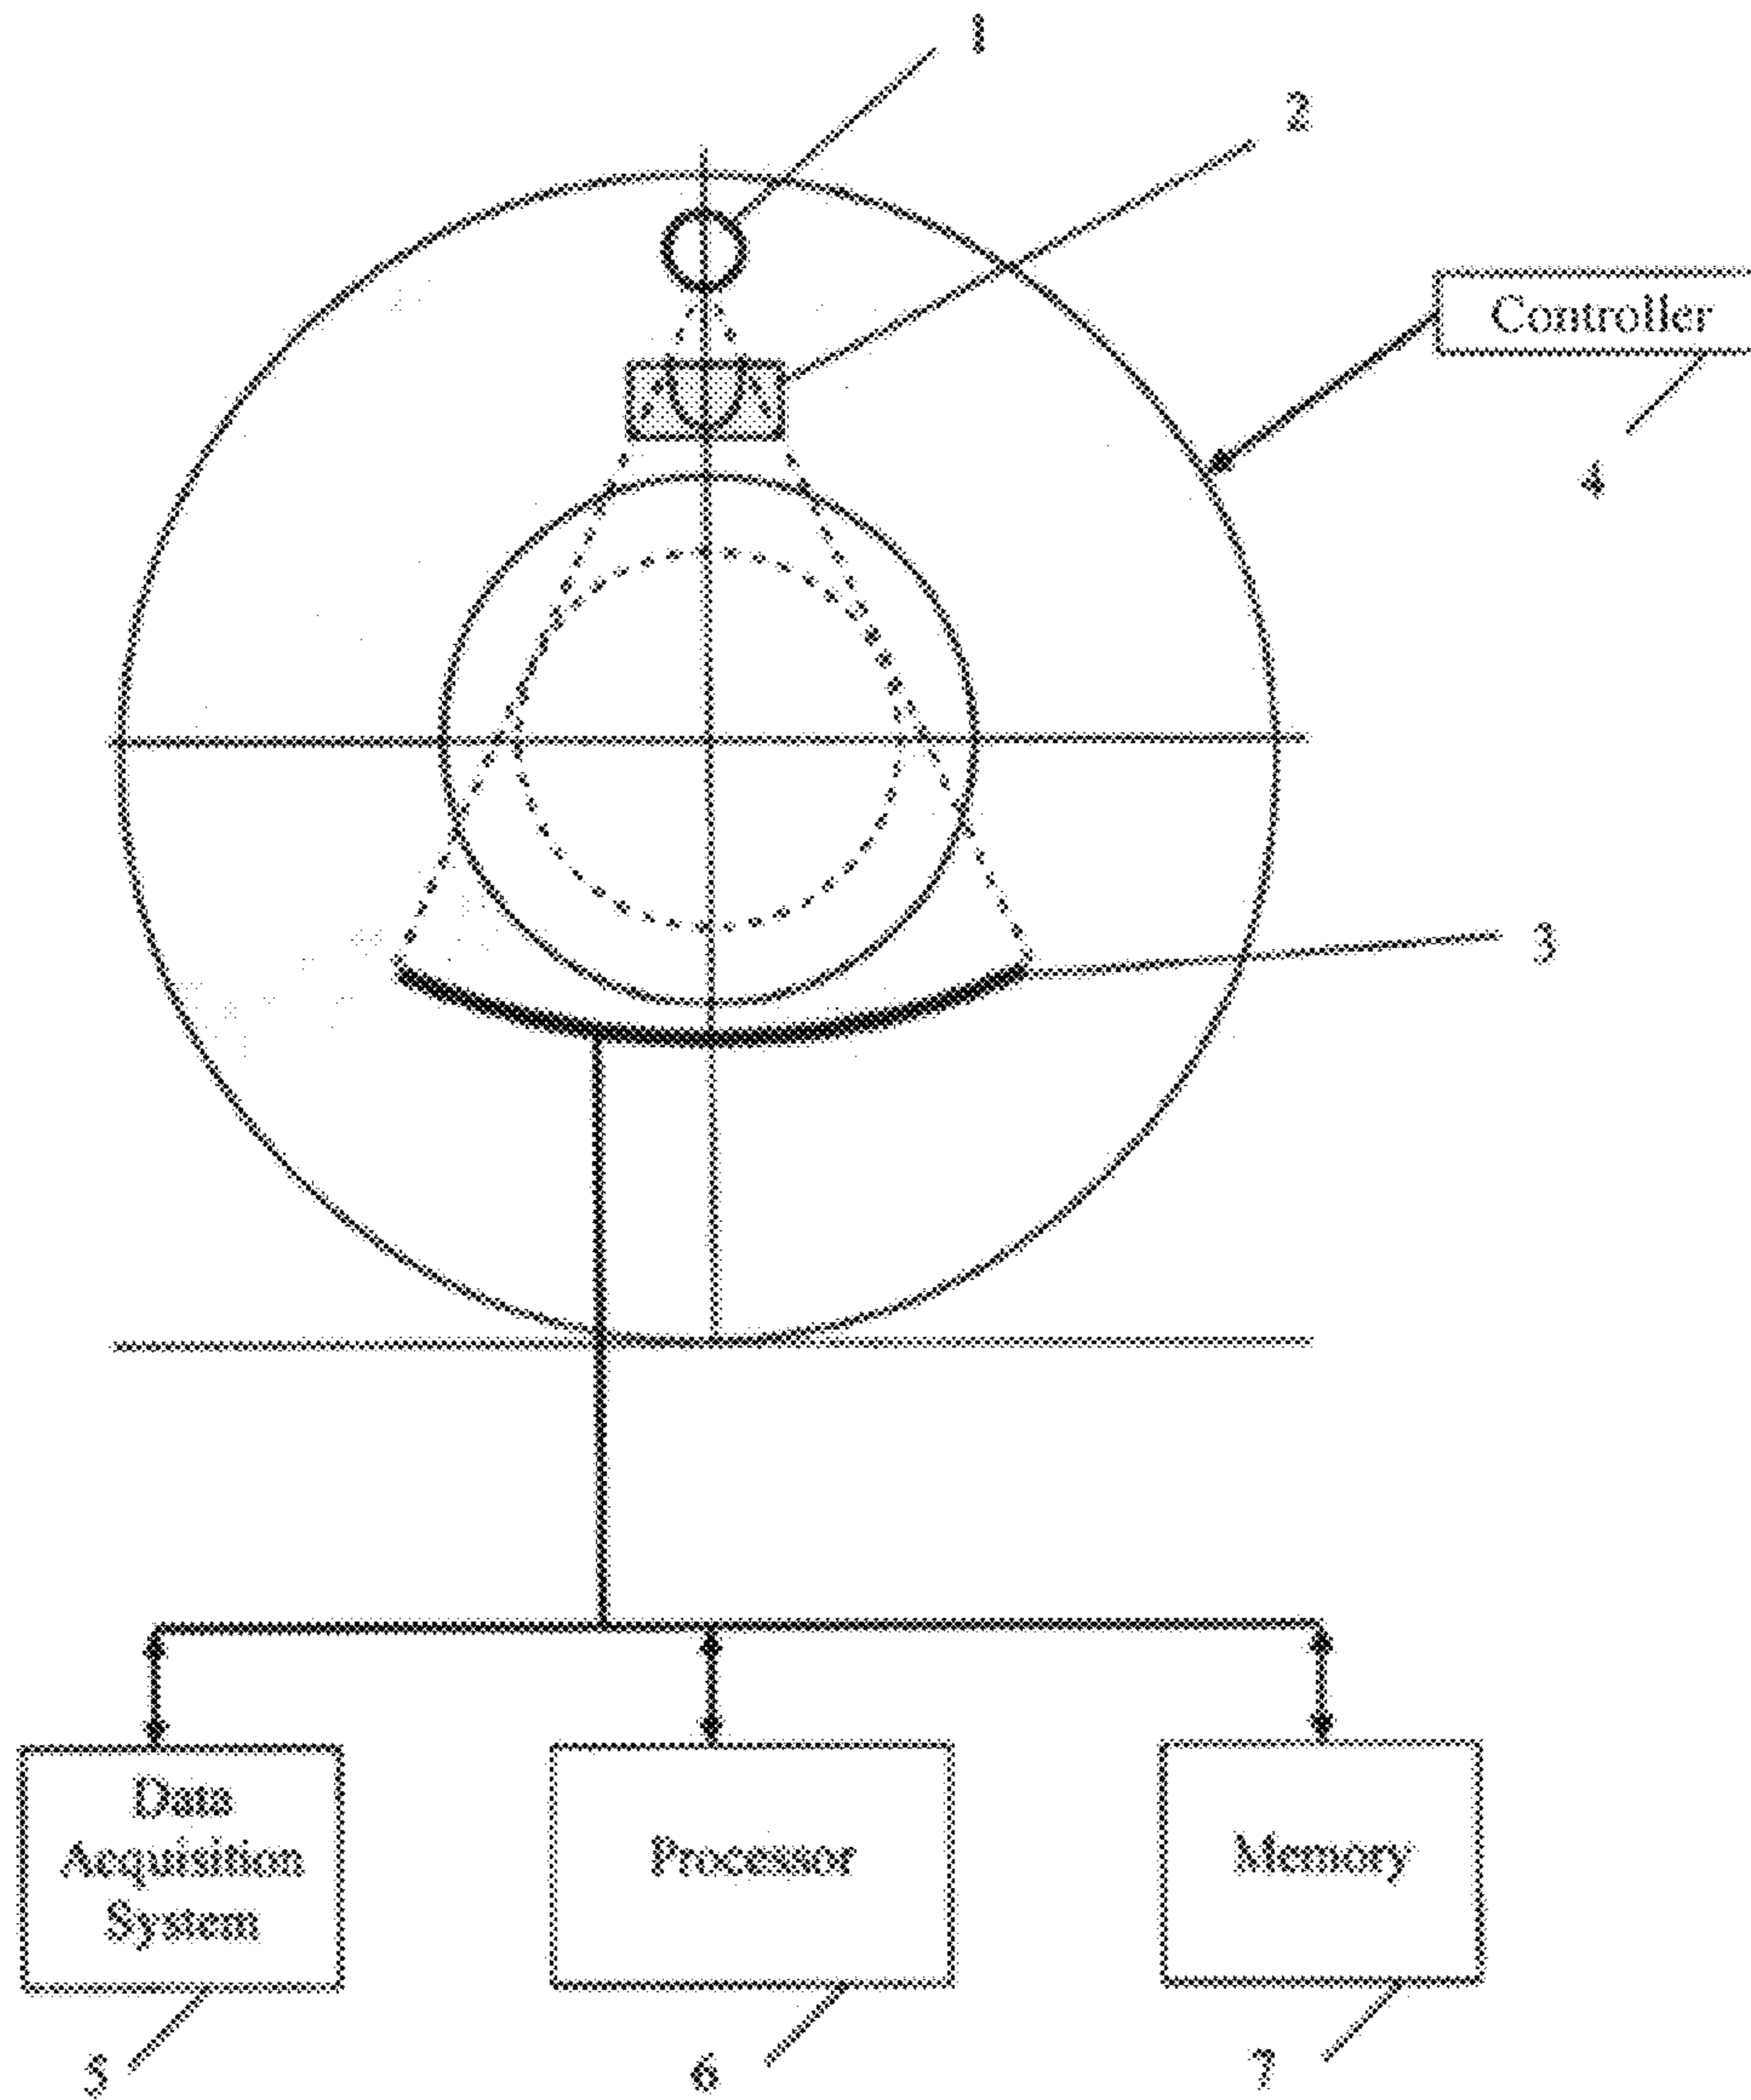 1
2
Controller
4
3
Data
Acquisition
System
Processor
Memory
5
6
7